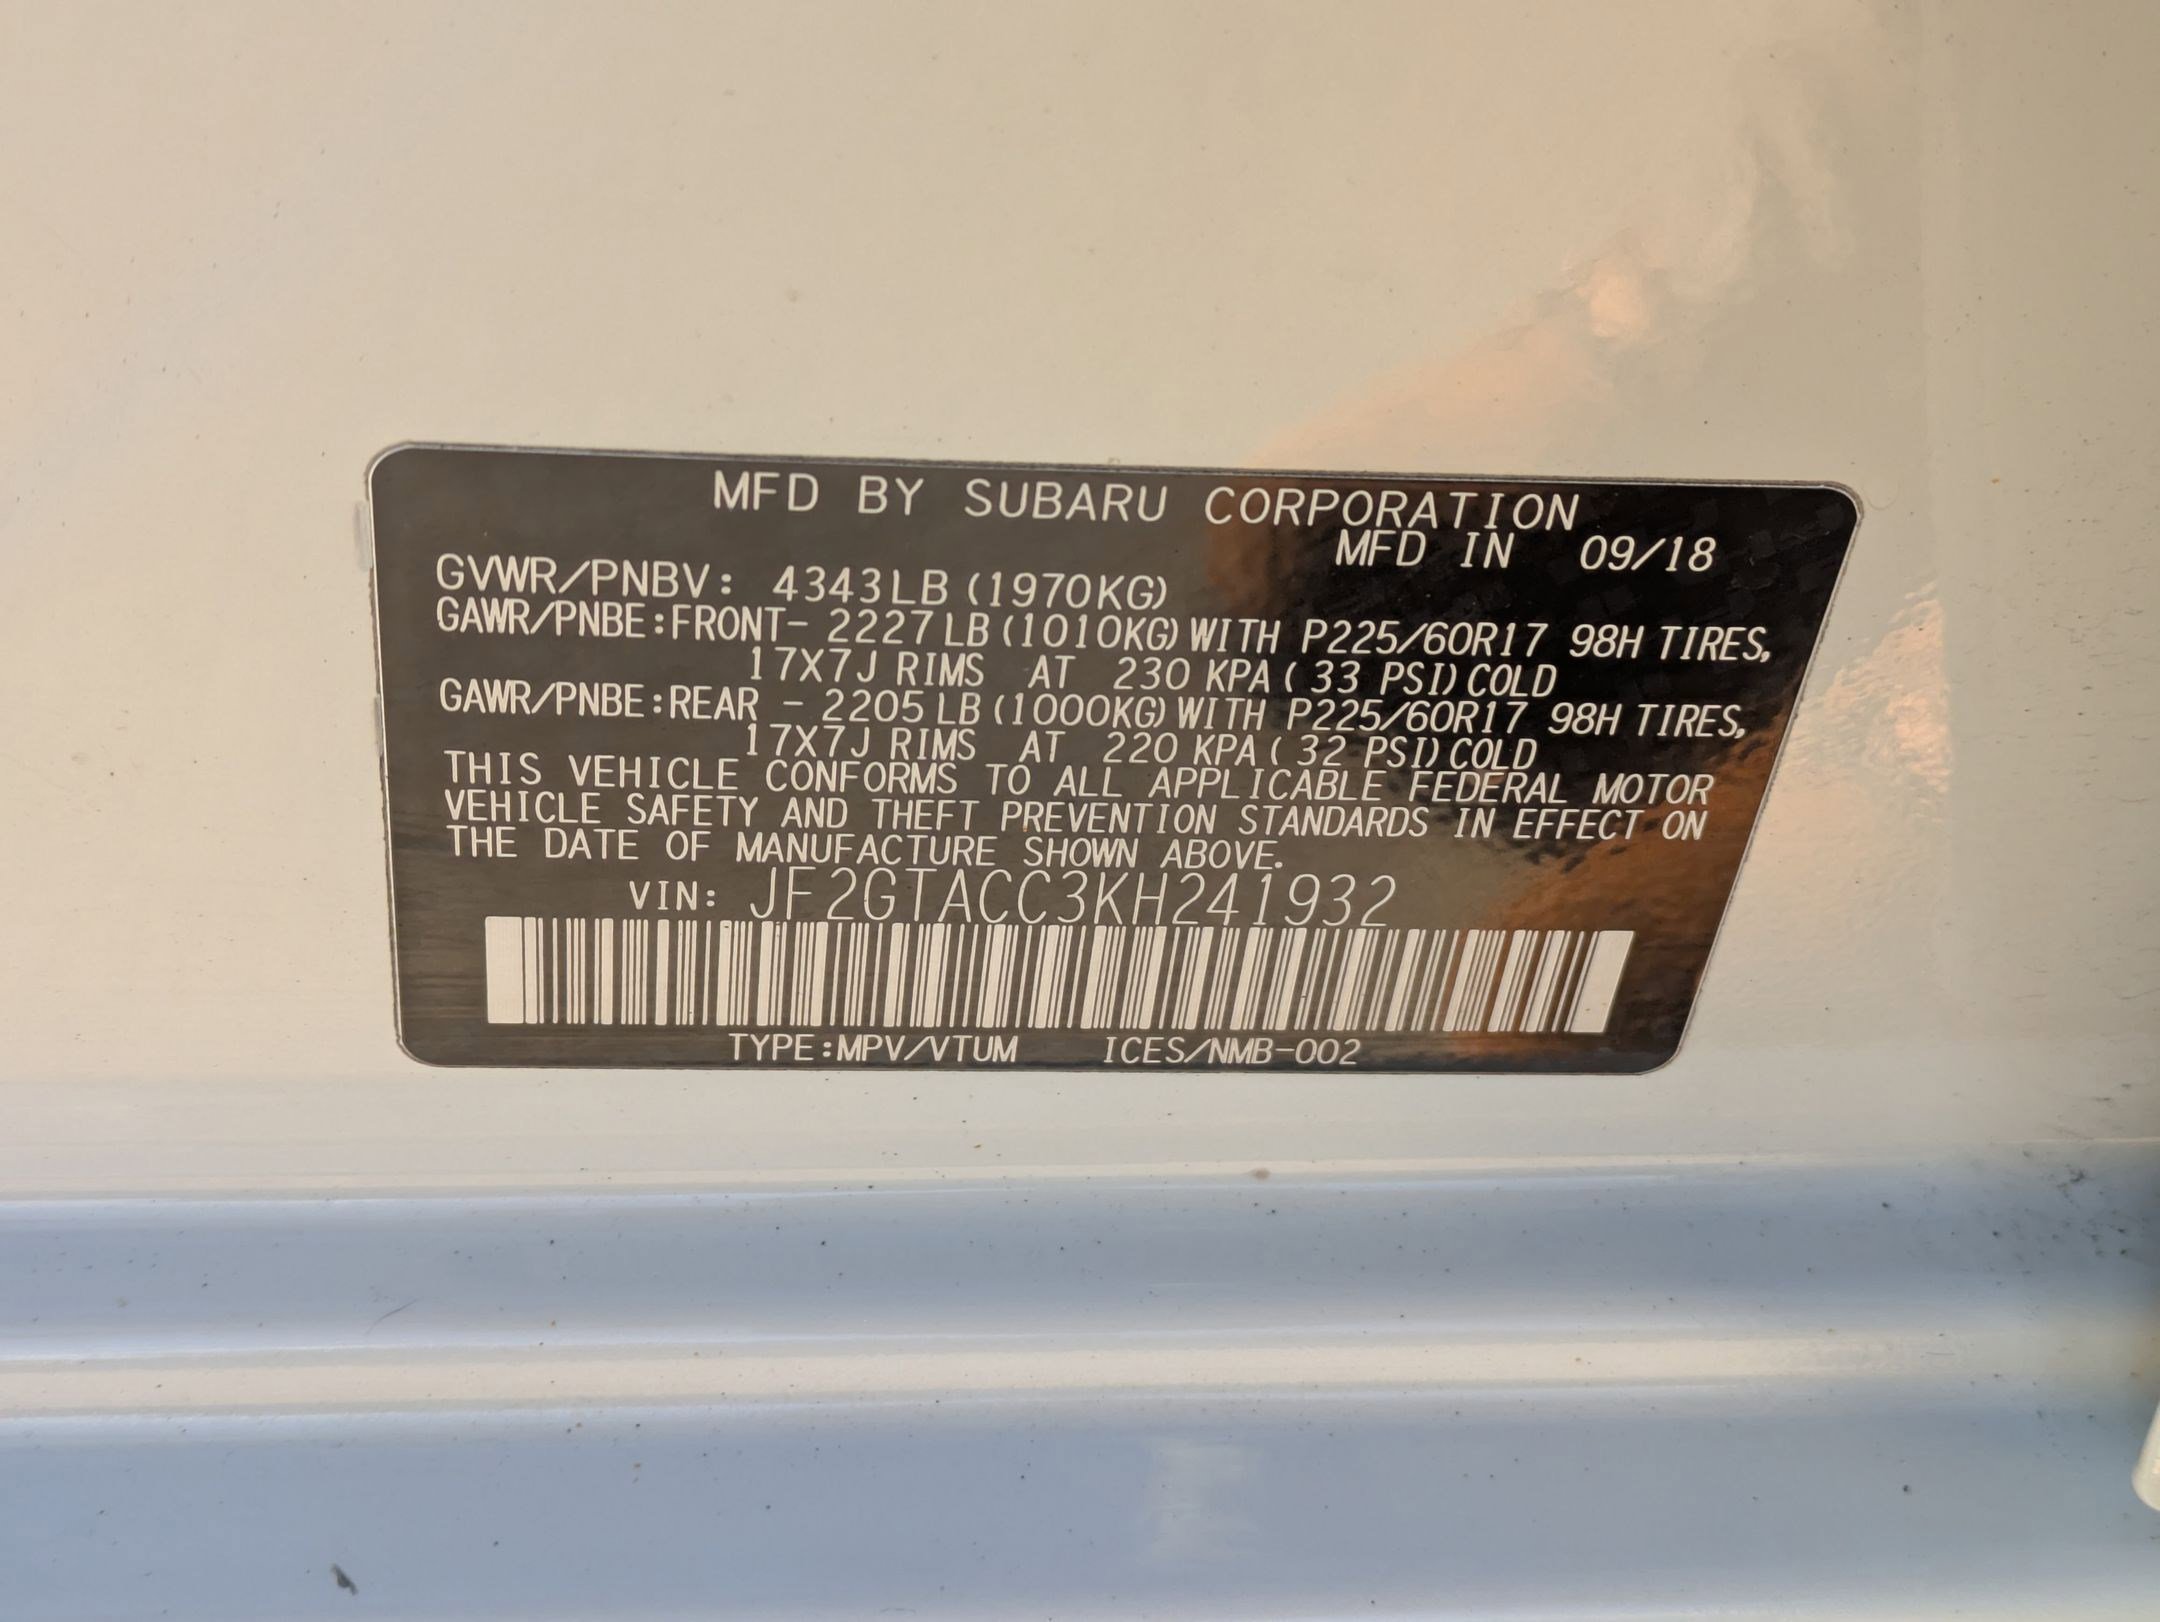 MFD BY SUBARU CORPORATION
MFD IN 09/18
GVWR/PNBV: 4343LB (1970KG)
GAWR/PNBE:FRONT- 2227LB (1010KG) WITH P225/60R17 98H TIRES,
17X7J RIMS AT 230 KPA ( 33 PSI) COLD
GAWR/PNBE:REAR - 2205LB (1000KG) WITH P225/60R17 98H TIRES,
17X7J RIMS AT 220 KPA ( 32 PSI) COLD
THIS VEHICLE CONFORMS TO ALL APPLICABLE FEDERAL MOTOR
VEHICLE SAFETY AND THEFT PREVENTION STANDARDS IN EFFECT ON
THE DATE OF MANUFACTURE SHOWN ABOVE.
VIN: JF2GTACC3KH241932
TYPE:MPV/VTUM ICES/NMB-002